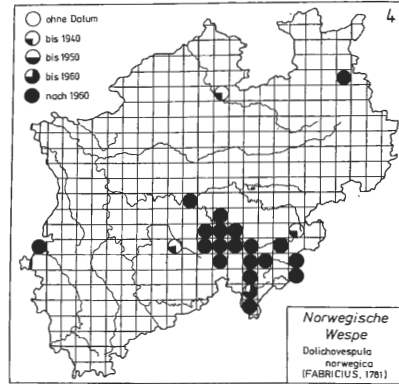 ohne Datum
bis 1940
bis 1950
bis 1960
nach 1960
4
Norwegische
Wespe
Dolichovespula
norwegica
(FABRICIUS, 1781)